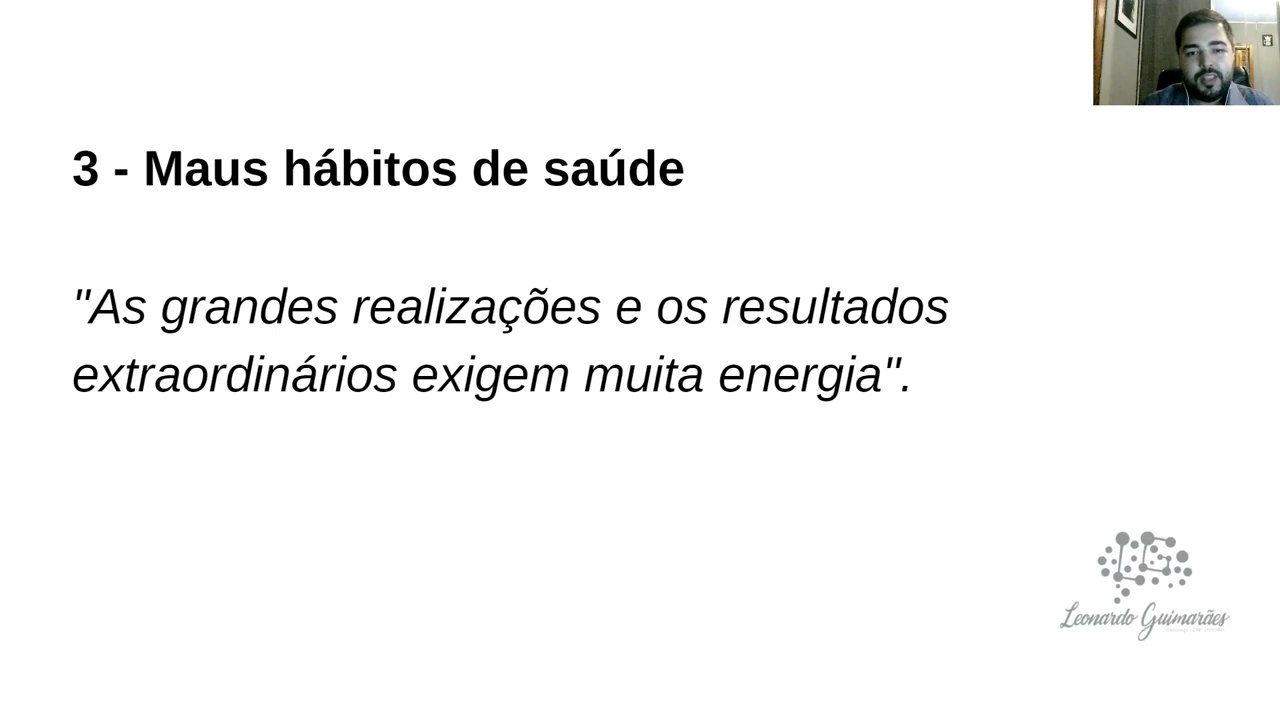 3 - Maus hábitos de saúde
"As grandes realizações e os resultados
extraordinários exigem muita energia".
Leonardo Guimarães